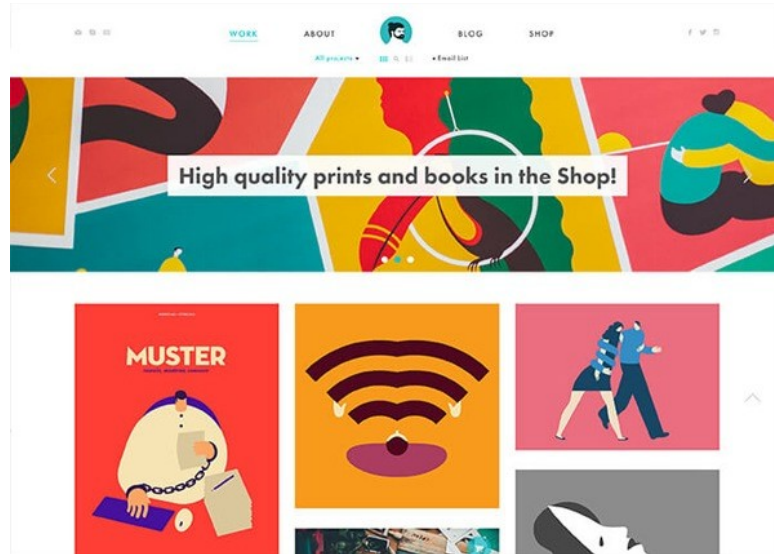 WORK ABOUT BLOG SHOP
All projects Email List
High quality prints and books in the Shop!
MUSTER